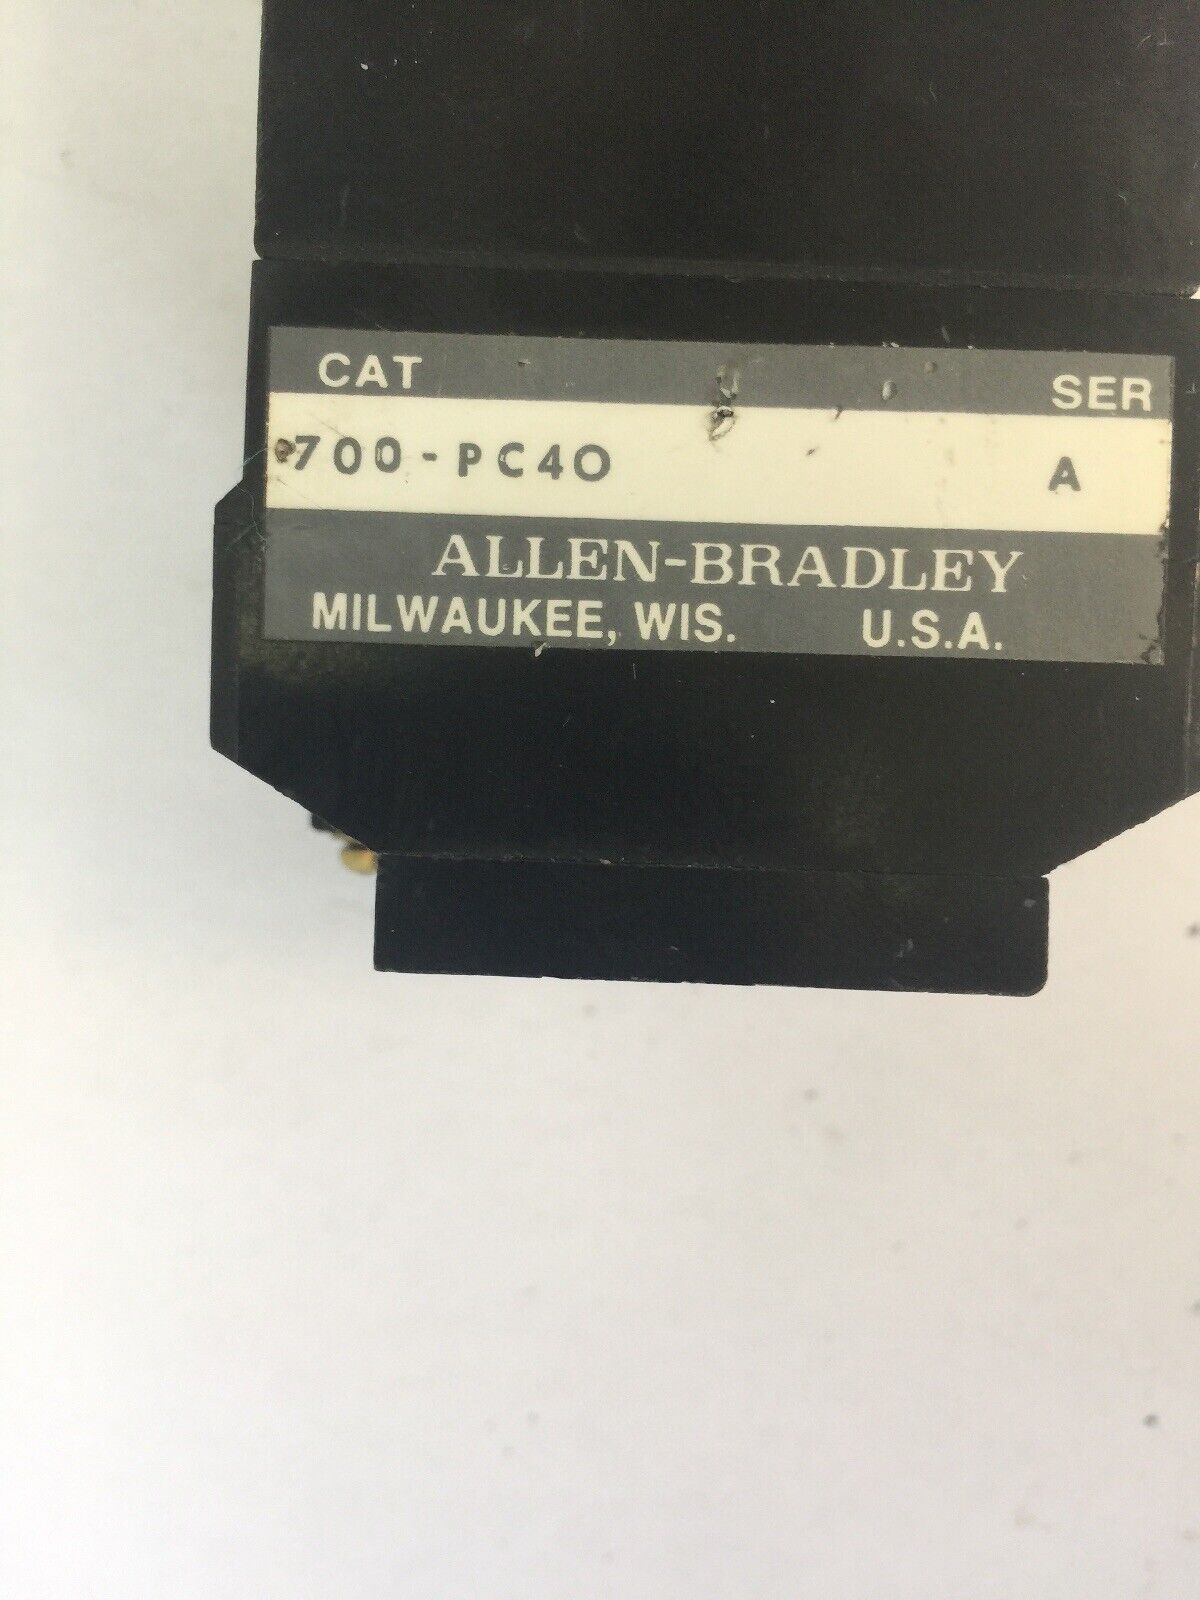 CAT SER
700-PC40 A
ALLEN-BRADLEY
MILWAUKEE, WIS. U.S.A.